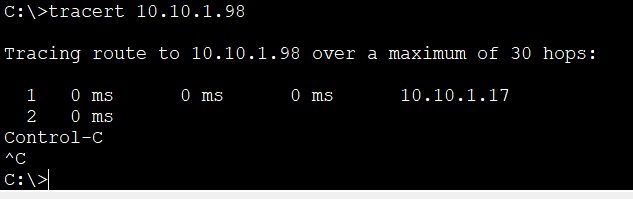 C:\>tracert 10.10.1.98
Tracing route to 10.10.1.98 over a maximum of 30 hops:
1 0 ms 0 ms 0 ms 10.10.1.17
2 0 ms
Control-C
^C
C:\>